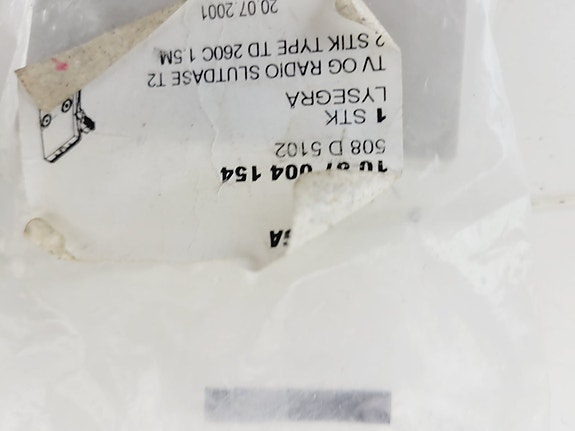 004 154
508 D 5102
1 STK
LYSEGRA
TV OG RADIO SLUTDASE T2
2 STIK TYPE TD 260C 1.5M
20.07.2001